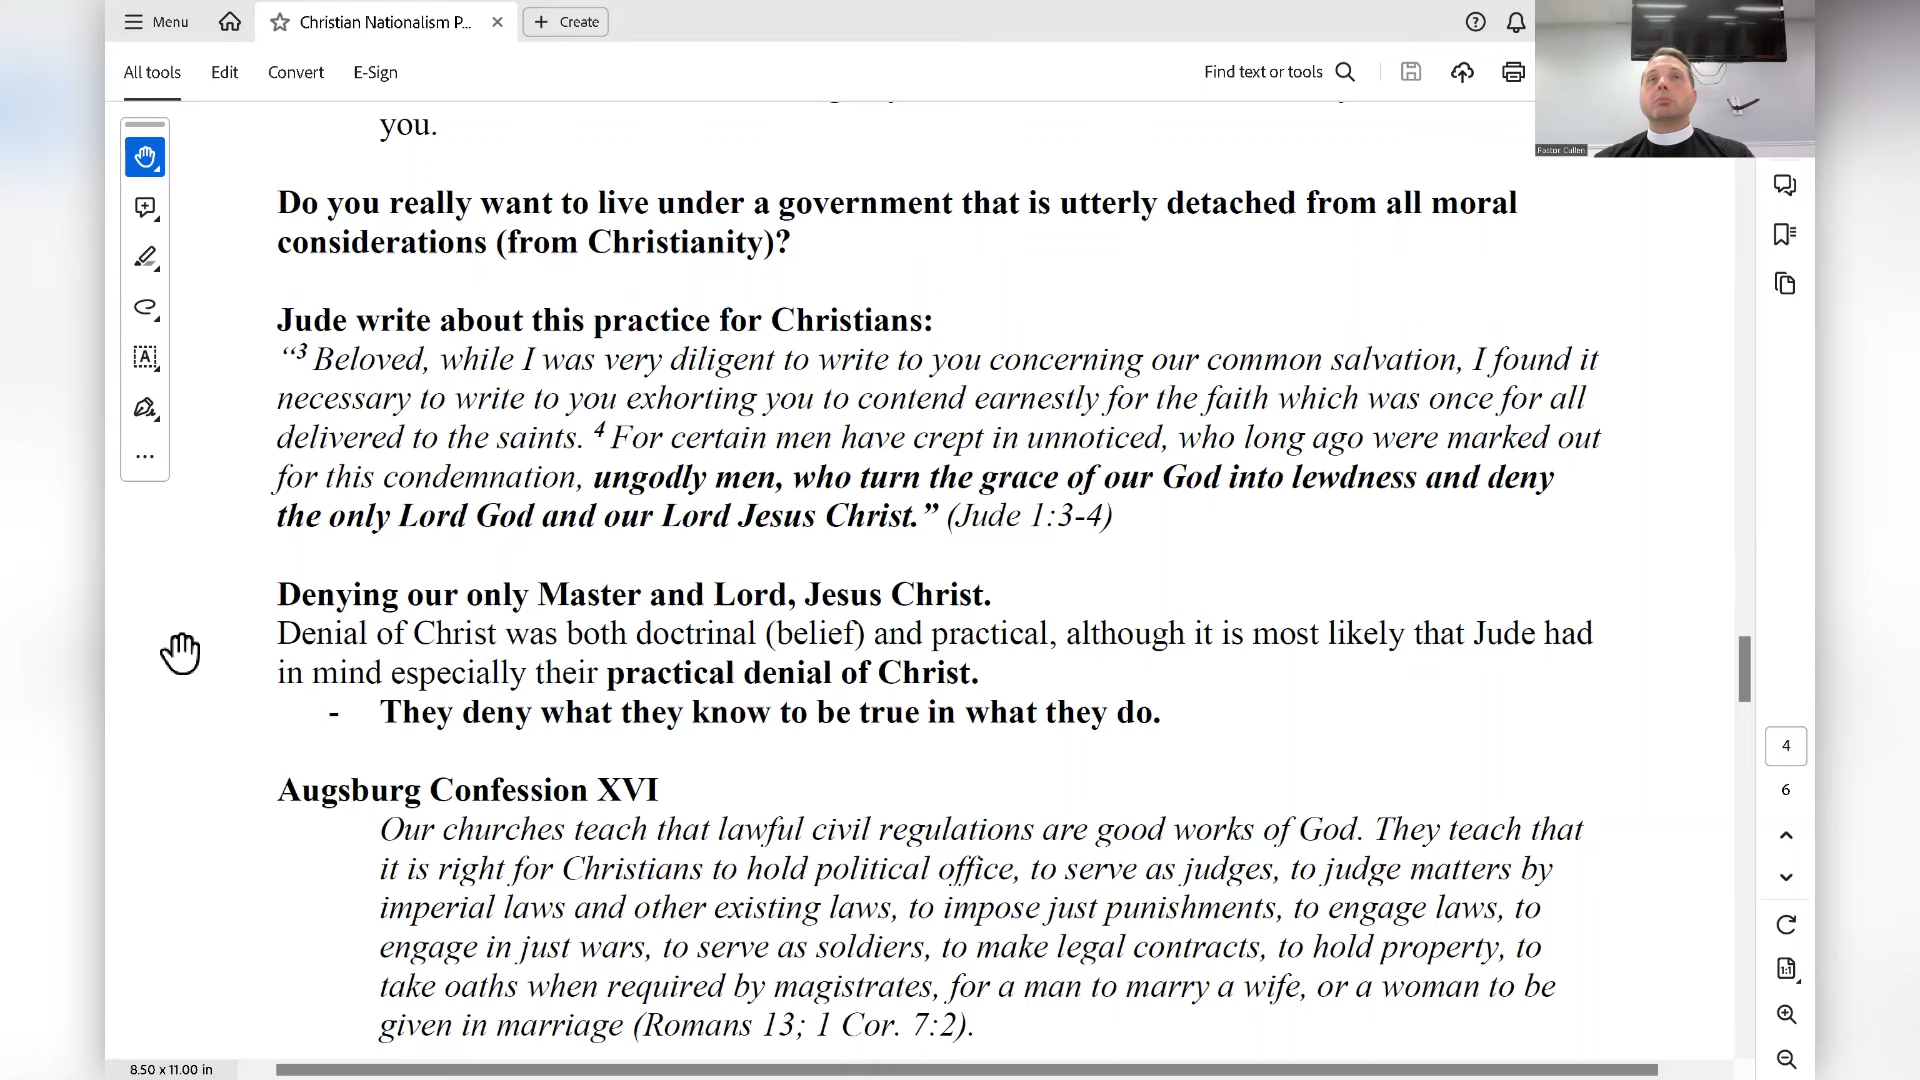 Menu
Christian Nationalism P...
Create
All tools
Edit
Convert
E-Sign
Find text or tools
Pastor Cullen
you.
Do you really want to live under a government that is utterly detached from all moral
considerations (from Christianity)?
Jude write about this practice for Christians:
“3 Beloved, while I was very diligent to write to you concerning our common salvation, I found it
necessary to write to you exhorting you to contend earnestly for the faith which was once for all
delivered to the saints. 4 For certain men have crept in unnoticed, who long ago were marked out
for this condemnation, ungodly men, who turn the grace of our God into lewdness and deny
the only Lord God and our Lord Jesus Christ.” (Jude 1:3-4)
Denying our only Master and Lord, Jesus Christ.
Denial of Christ was both doctrinal (belief) and practical, although it is most likely that Jude had
in mind especially their practical denial of Christ.
- They deny what they know to be true in what they do.
Augsburg Confession XVI
Our churches teach that lawful civil regulations are good works of God. They teach that
it is right for Christians to hold political office, to serve as judges, to judge matters by
imperial laws and other existing laws, to impose just punishments, to engage laws, to
engage in just wars, to serve as soldiers, to make legal contracts, to hold property, to
take oaths when required by magistrates, for a man to marry a wife, or a woman to be
given in marriage (Romans 13; 1 Cor. 7:2).
4
6
8.50 x 11.00 in